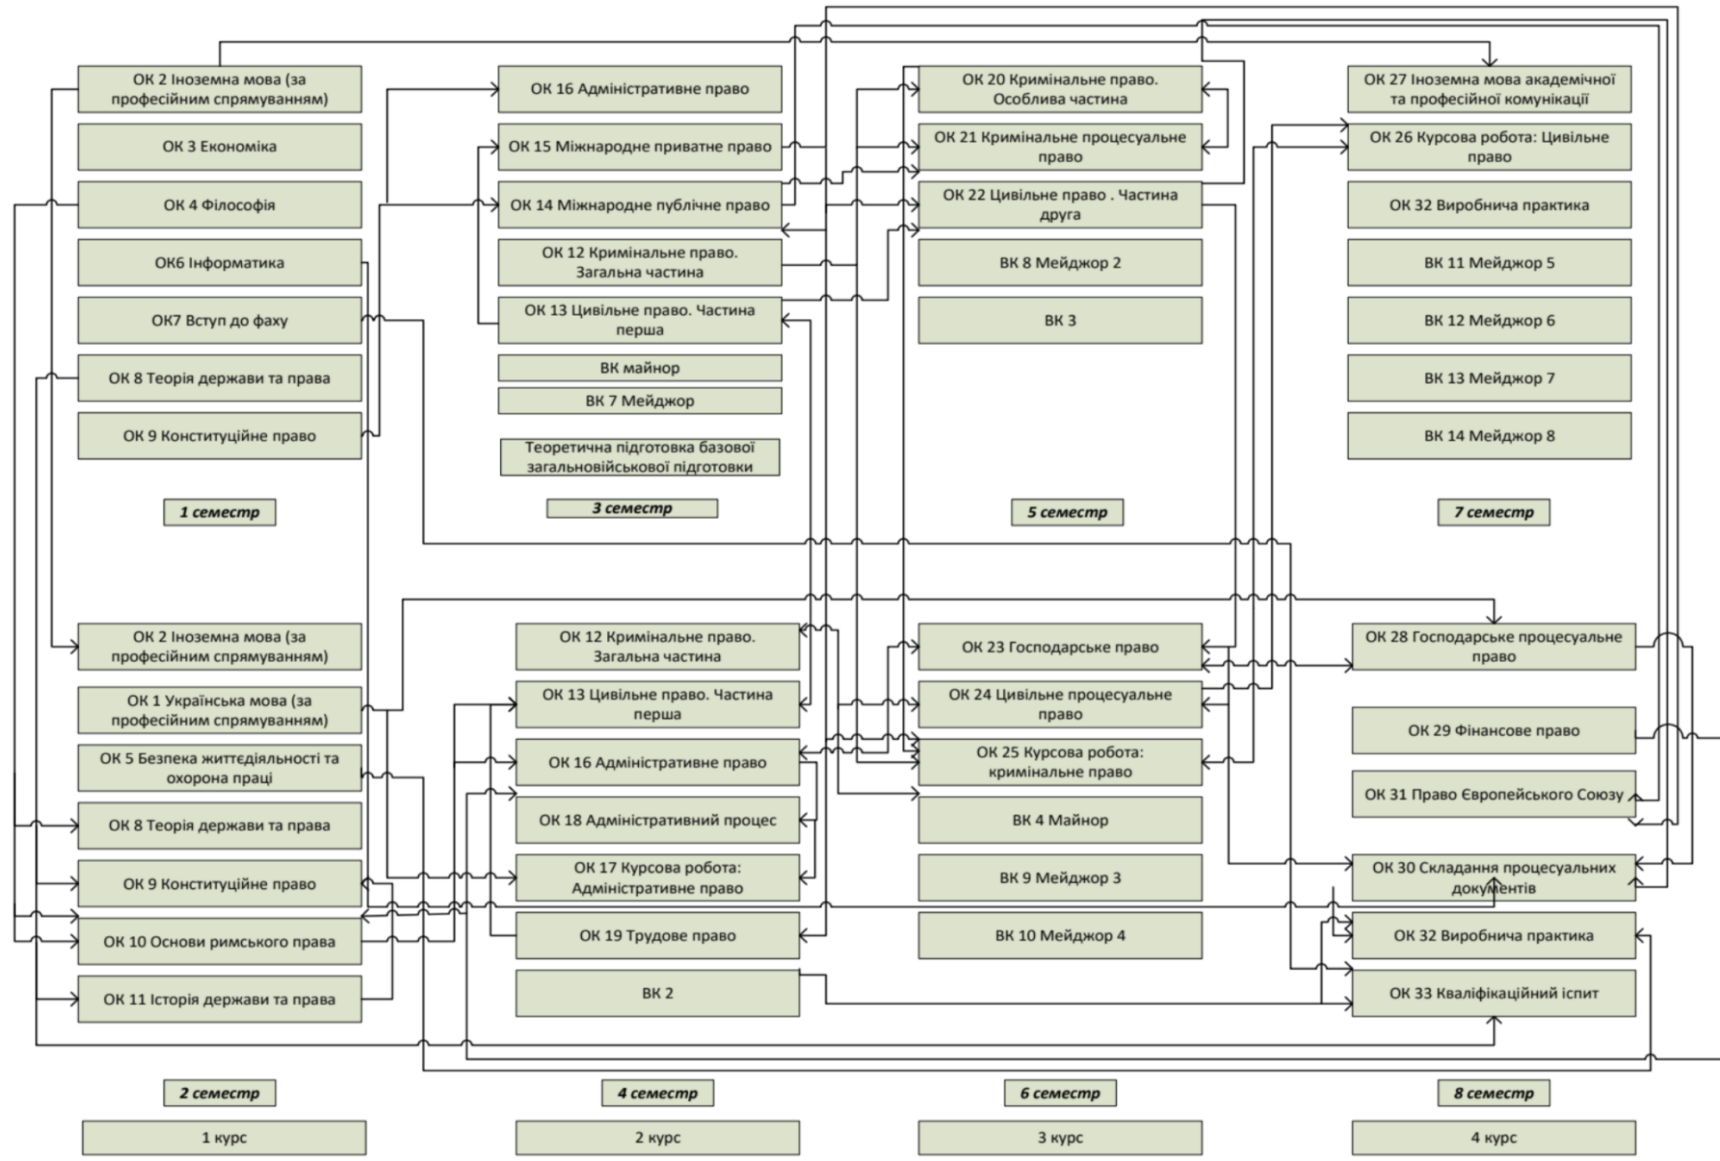 ОК 2 Іноземна мова (за
професійним спрямуванням)
ОК 3 Економіка
ОК 4 Філософія
ОК6 Інформатика
ОК7 Вступ до фаху
ОК 8 Теорія держави та права
ОК 9 Конституційне право
1 семестр
ОК 16 Адміністративне право
ОК 15 Міжнародне приватне право
ОК 14 Міжнародне публічне право
ОК 12 Кримінальне право.
Загальна частина
ОК 13 Цивільне право. Частина
перша
ВК майнор
ВК 7 Мейджор
Теоретична підготовка базової
загальновійськової підготовки
3 семестр
ОК 20 Кримінальне право.
Особлива частина
ОК 21 Кримінальне процесуальне
право
ОК 22 Цивільне право . Частина
друга
ВК 8 Мейджор 2
ВК 3
5 семестр
ОК 27 Іноземна мова академічної
та професійної комунікації
ОК 26 Курсова робота: Цивільне
право
ОК 32 Виробнича практика
ВК 11 Мейджор 5
ВК 12 Мейджор 6
ВК 13 Мейджор 7
ВК 14 Мейджор 8
7 семестр
ОК 2 Іноземна мова (за
професійним спрямуванням)
ОК 1 Українська мова (за
професійним спрямуванням)
ОК 5 Безпека життєдіяльності та
охорона праці
ОК 8 Теорія держави та права
ОК 9 Конституційне право
ОК 10 Основи римського права
ОК 11 Історія держави та права
2 семестр
1 курс
ОК 12 Кримінальне право.
Загальна частина
ОК 13 Цивільне право. Частина
перша
ОК 16 Адміністративне право
ОК 18 Адміністративний процес
ОК 17 Курсова робота:
Адміністративне право
ОК 19 Трудове право
ВК 2
4 семестр
2 курс
ОК 23 Господарське право
ОК 24 Цивільне процесуальне
право
ОК 25 Курсова робота:
кримінальне право
ВК 4 Майнор
ВК 9 Мейджор 3
ВК 10 Мейджор 4
6 семестр
3 курс
ОК 28 Господарське процесуальне
право
ОК 29 Фінансове право
ОК 31 Право Європейського Союзу
ОК 30 Складання процесуальних
документів
ОК 32 Виробнича практика
ОК 33 Кваліфікаційний іспит
8 семестр
4 курс